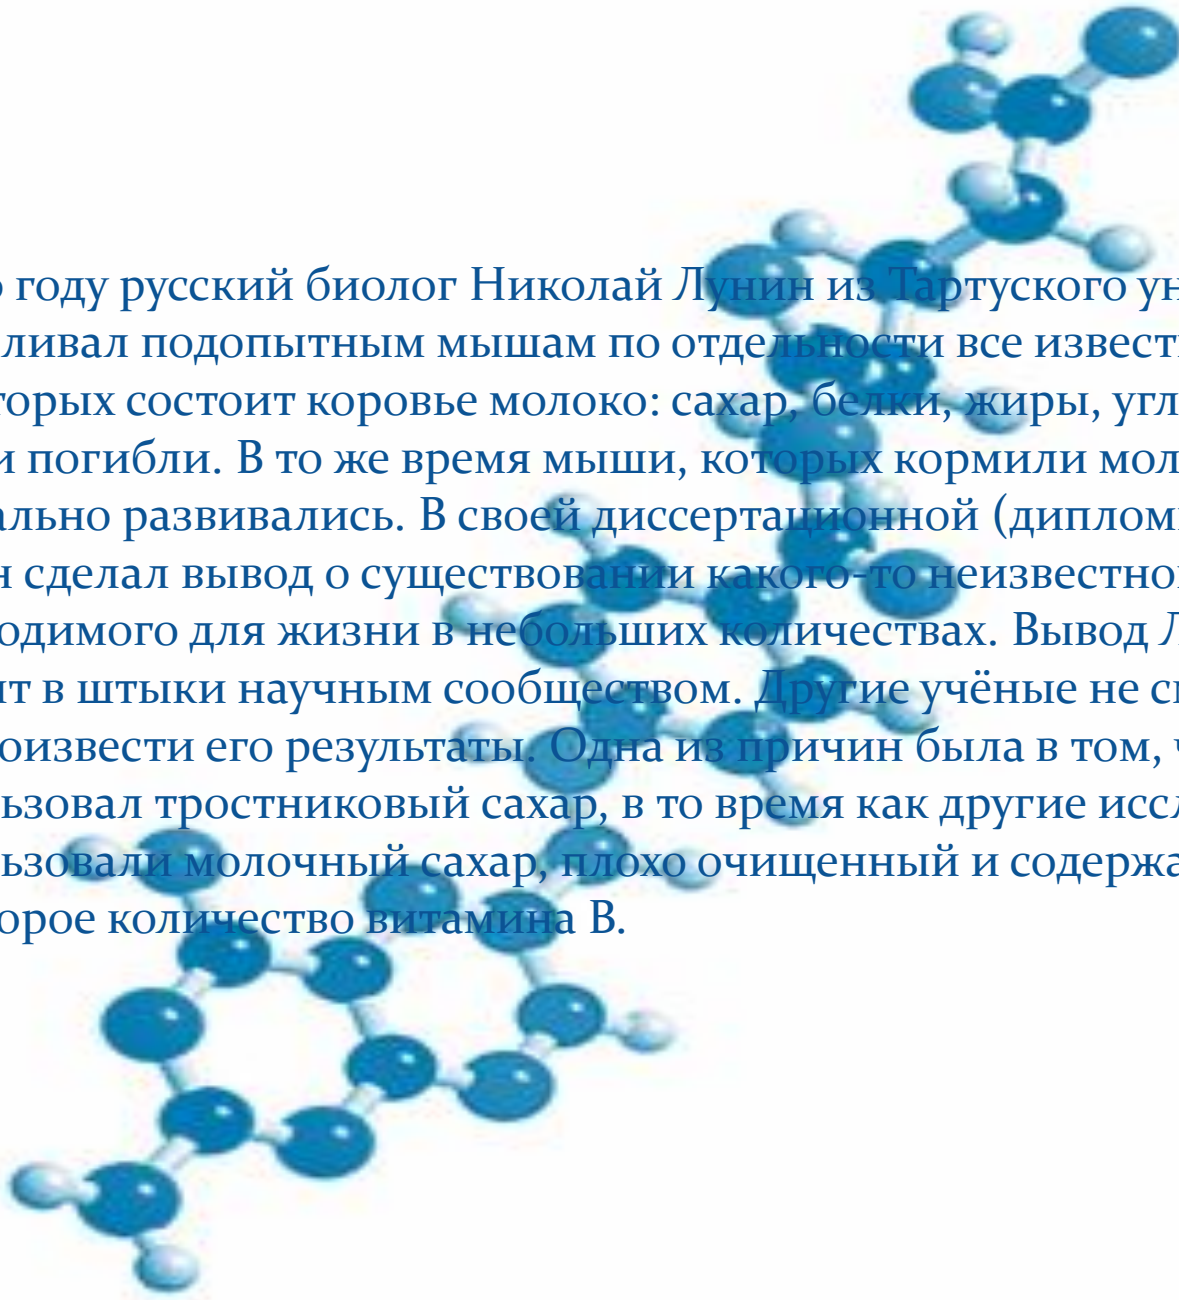 году русский биолог Николай Лунин из Тартуского ун
ливал подопытным мышам по отдельности все извест
торых состоит коровье молоко: сахар, белки, жиры, угл
и погибли. В то же время мыши, которых кормили мол
ально развивались. В своей диссертационной (диплом
н сделал вывод о существовании какого-то неизвестно
одимого для жизни в небольших количествах. Вывод Л
ят в штыки научным сообществом. Другие учёные не с
оизвести его результаты. Одна из причин была в том,
ьзовал тростниковый сахар, в то время как другие иссл
ьзовали молочный сахар, плохо очищенный и содержа
орое количество витамина B.